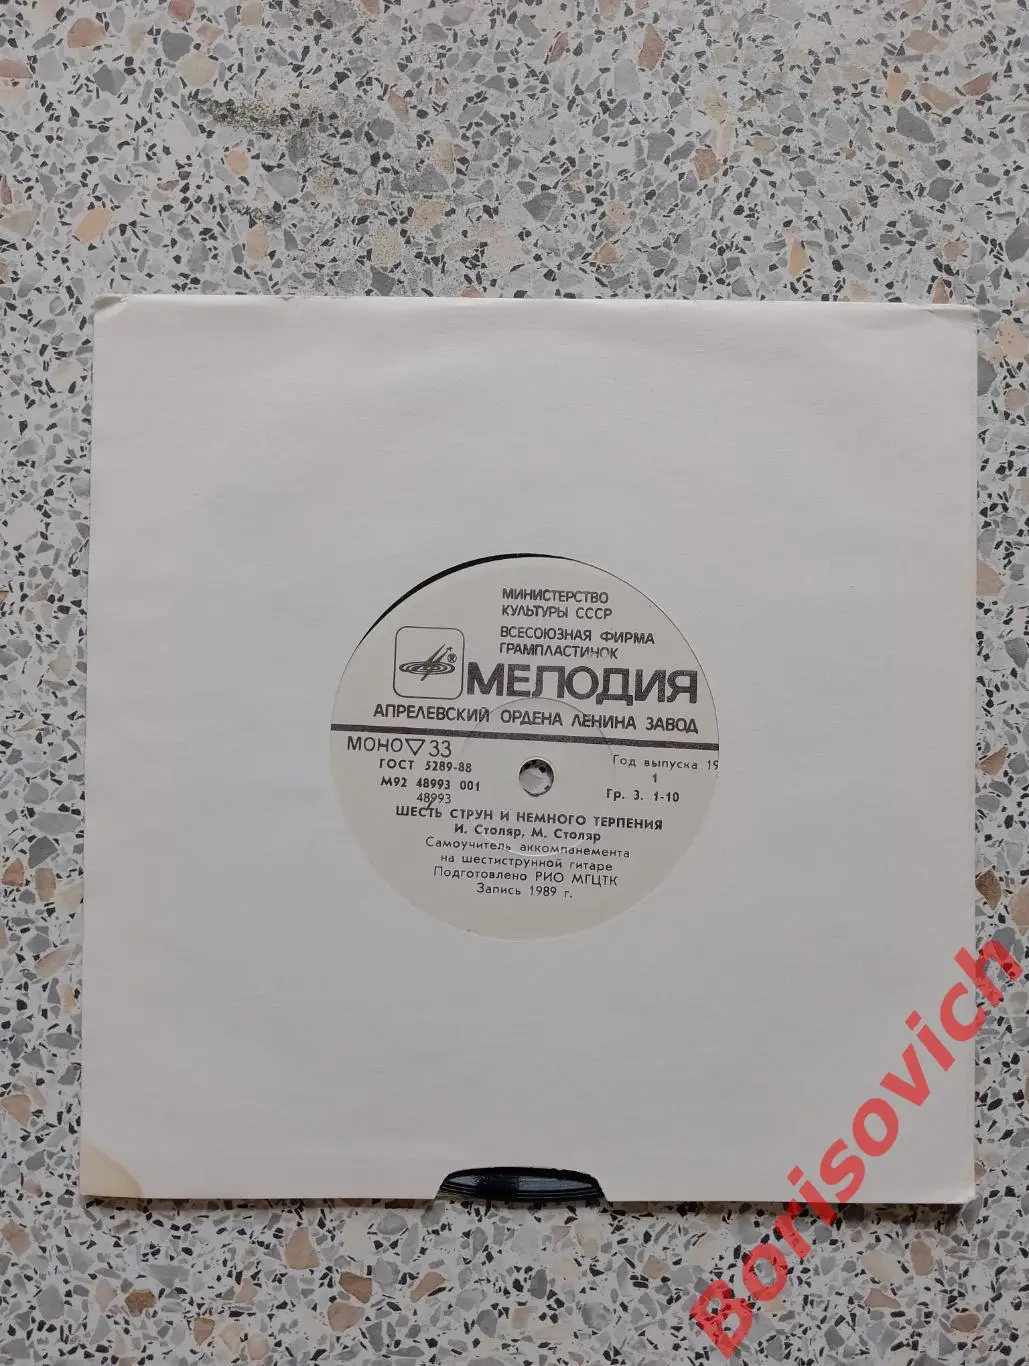 МИНИСТЕРСТВО
КУЛЬТУРЫ СССР
ВСЕСОЮЗНАЯ ФИРМА
ГРАМПЛАСТИНОК
®
МЕЛОДИЯ
АПРЕЛЕВСКИЙ ОРДЕНА ЛЕНИНА ЗАВОД
МОНО ▽ 33
ГОСТ 5289-88
М92 48993 001
48993
Год выпуска 19
1
Гр. 3. 1-10
ШЕСТЬ СТРУН И НЕМНОГО ТЕРПЕНИЯ
И. Столяр, М. Столяр
Самоучитель аккомпанемента
на шестиструнной гитаре
Подготовлено РИО МГЦТК
Запись 1989 г.
Borisovich